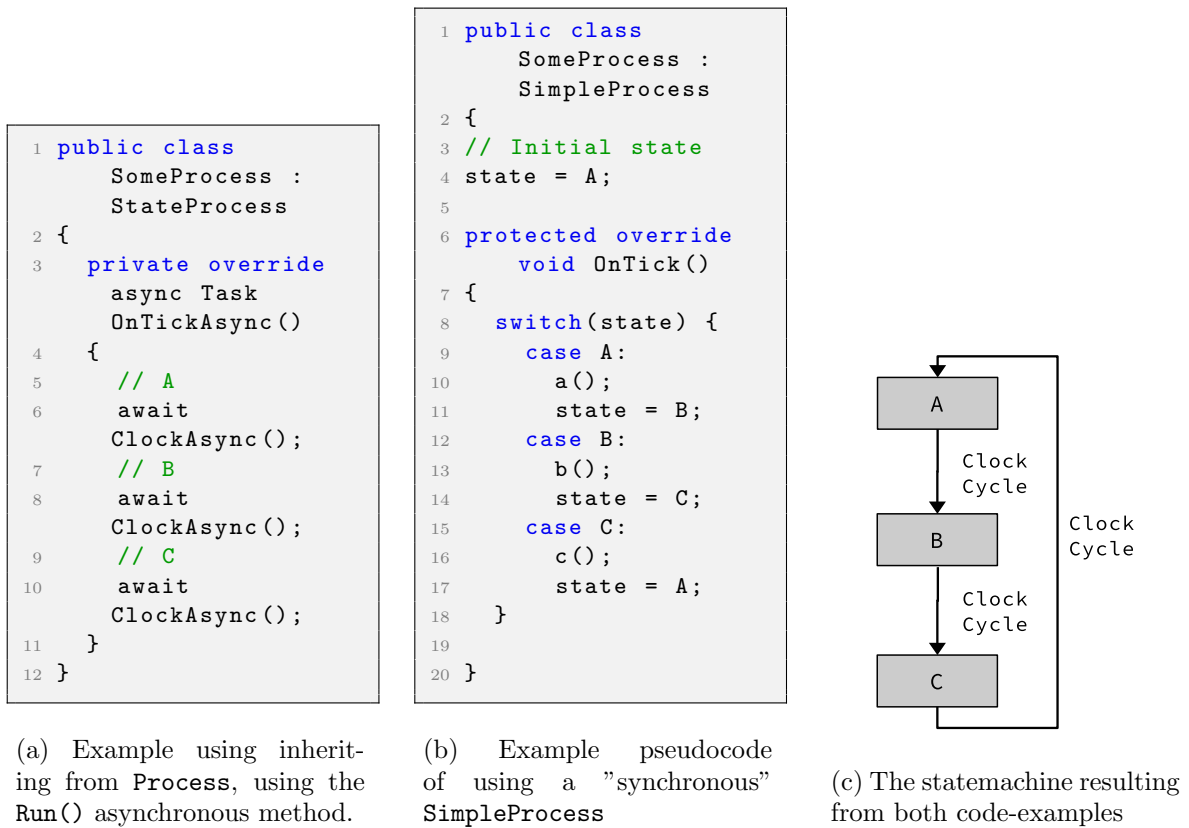 1 public class
SomeProcess :
StateProcess
2 {
3 private override
async Task
OnTickAsync()
4 {
5 // A
6 await
ClockAsync();
7 // B
8 await
ClockAsync();
9 // C
10 await
ClockAsync();
11 }
12 }
(a) Example using inherit-
ing from Process, using the
Run() asynchronous method.
1 public class
SomeProcess :
SimpleProcess
2 {
3 // Initial state
4 state = A;
5
6 protected override
void OnTick()
7 {
8 switch(state) {
9 case A:
10 a();
11 state = B;
12 case B:
13 b();
14 state = C;
15 case C:
16 c();
17 state = A;
18 }
19
20 }
(b) Example pseudocode
of using a ”synchronous”
SimpleProcess
A
Clock
Cycle
B
Clock
Cycle
Clock
Cycle
C
(c) The statemachine resulting
from both code-examples